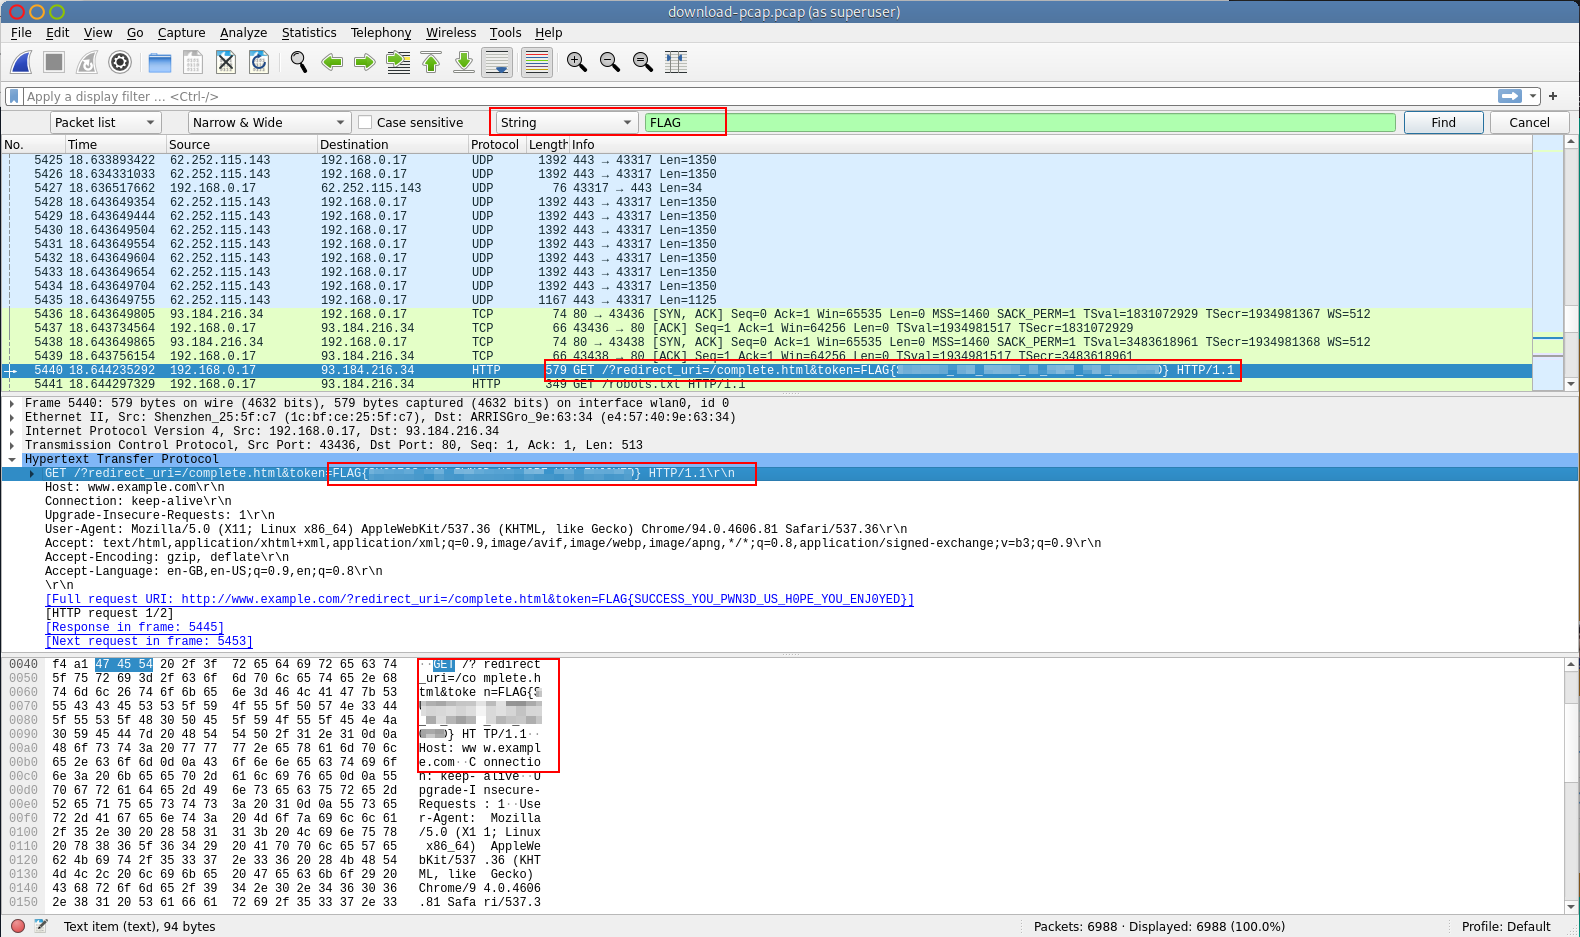 download-pcap.pcap (as superuser)
File Edit View Go Capture Analyze Statistics Telephony Wireless Tools Help
Apply a display filter ... <Ctrl-/>
Packet list Narrow & Wide Case sensitive String FLAG Find Cancel
No. Time Source Destination Protocol Length Info
5425 18.633893422 62.252.115.143 192.168.0.17 UDP 1392 443 → 43317 Len=1350
5426 18.634331033 62.252.115.143 192.168.0.17 UDP 1392 443 → 43317 Len=1350
5427 18.636517662 192.168.0.17 62.252.115.143 UDP 76 43317 → 443 Len=34
5428 18.643649354 62.252.115.143 192.168.0.17 UDP 1392 443 → 43317 Len=1350
5429 18.643649444 62.252.115.143 192.168.0.17 UDP 1392 443 → 43317 Len=1350
5430 18.643649504 62.252.115.143 192.168.0.17 UDP 1392 443 → 43317 Len=1350
5431 18.643649554 62.252.115.143 192.168.0.17 UDP 1392 443 → 43317 Len=1350
5432 18.643649604 62.252.115.143 192.168.0.17 UDP 1392 443 → 43317 Len=1350
5433 18.643649654 62.252.115.143 192.168.0.17 UDP 1392 443 → 43317 Len=1350
5434 18.643649704 62.252.115.143 192.168.0.17 UDP 1392 443 → 43317 Len=1350
5435 18.643649755 62.252.115.143 192.168.0.17 UDP 1167 443 → 43317 Len=1125
5436 18.643649805 93.184.216.34 192.168.0.17 TCP 74 80 → 43436 [SYN, ACK] Seq=0 Ack=1 Win=65535 Len=0 MSS=1460 SACK_PERM=1 TSval=1831072929 TSecr=1934981367 WS=512
5437 18.643734564 192.168.0.17 93.184.216.34 TCP 66 43436 → 80 [ACK] Seq=1 Ack=1 Win=64256 Len=0 TSval=1934981517 TSecr=1831072929
5438 18.643649865 93.184.216.34 192.168.0.17 TCP 74 80 → 43438 [SYN, ACK] Seq=0 Ack=1 Win=65535 Len=0 MSS=1460 SACK_PERM=1 TSval=3483618961 TSecr=1934981368 WS=512
5439 18.643756154 192.168.0.17 93.184.216.34 TCP 66 43438 → 80 [ACK] Seq=1 Ack=1 Win=64256 Len=0 TSval=1934981517 TSecr=3483618961
5440 18.644235292 192.168.0.17 93.184.216.34 HTTP 579 GET /?redirect_uri=/complete.html&token=FLAG{ } HTTP/1.1
5441 18.644297329 192.168.0.17 93.184.216.34 HTTP 349 GET /robots.txt HTTP/1.1
Frame 5440: 579 bytes on wire (4632 bits), 579 bytes captured (4632 bits) on interface wlan0, id 0
Ethernet II, Src: Shenzhen_25:5f:c7 (1c:bf:ce:25:5f:c7), Dst: ARRISGro_9e:63:34 (e4:57:40:9e:63:34)
Internet Protocol Version 4, Src: 192.168.0.17, Dst: 93.184.216.34
Transmission Control Protocol, Src Port: 43436, Dst Port: 80, Seq: 1, Ack: 1, Len: 513
Hypertext Transfer Protocol
GET /?redirect_uri=/complete.html&token=FLAG{ } HTTP/1.1\r\n
Host: www.example.com\r\n
Connection: keep-alive\r\n
Upgrade-Insecure-Requests: 1\r\n
User-Agent: Mozilla/5.0 (X11; Linux x86_64) AppleWebKit/537.36 (KHTML, like Gecko) Chrome/94.0.4606.81 Safari/537.36\r\n
Accept: text/html,application/xhtml+xml,application/xml;q=0.9,image/avif,image/webp,image/apng,*/*;q=0.8,application/signed-exchange;v=b3;q=0.9\r\n
Accept-Encoding: gzip, deflate\r\n
Accept-Language: en-GB,en-US;q=0.9,en;q=0.8\r\n
\r\n
[Full request URI: http://www.example.com/?redirect_uri=/complete.html&token=FLAG{SUCCESS_YOU_PWN3D_US_H0PE_YOU_ENJ0YED}]
[HTTP request 1/2]
[Response in frame: 5445]
[Next request in frame: 5453]
0040 f4 a1 47 45 54 20 2f 3f 72 65 64 69 72 65 63 74 ··GET /? redirect
0050 5f 75 72 69 3d 2f 63 6f 6d 70 6c 65 74 65 2e 68 _uri=/co mplete.h
0060 74 6d 6c 26 74 6f 6b 65 6e 3d 46 4c 41 47 7b 53 tml&toke n=FLAG{S
0070 55 43 43 45 53 53 5f 59 4f 55 5f 50 57 4e 33 44
0080 5f 55 53 5f 48 30 50 45 5f 59 4f 55 5f 45 4e 4a
0090 30 59 45 44 7d 20 48 54 54 50 2f 31 2e 31 0d 0a } HT TP/1.1··
00a0 48 6f 73 74 3a 20 77 77 77 2e 65 78 61 6d 70 6c Host: ww w.exampl
00b0 65 2e 63 6f 6d 0d 0a 43 6f 6e 6e 65 63 74 69 6f e.com··C onnectio
00c0 6e 3a 20 6b 65 65 70 2d 61 6c 69 76 65 0d 0a 55 n: keep- alive··U
00d0 70 67 72 61 64 65 2d 49 6e 73 65 63 75 72 65 2d pgrade-I nsecure-
00e0 52 65 71 75 65 73 74 73 3a 20 31 0d 0a 55 73 65 Requests : 1··Use
00f0 72 2d 41 67 65 6e 74 3a 20 4d 6f 7a 69 6c 6c 61 r-Agent: Mozilla
0100 2f 35 2e 30 20 28 58 31 31 3b 20 4c 69 6e 75 78 /5.0 (X1 1; Linux
0110 20 78 38 36 5f 36 34 29 20 41 70 70 6c 65 57 65 x86_64) AppleWe
0120 62 4b 69 74 2f 35 33 37 2e 33 36 20 28 4b 48 54 bKit/537 .36 (KHT
0130 4d 4c 2c 20 6c 69 6b 65 20 47 65 63 6b 6f 29 20 ML, like Gecko)
0140 43 68 72 6f 6d 65 2f 39 34 2e 30 2e 34 36 30 36 Chrome/9 4.0.4606
0150 2e 38 31 20 53 61 66 61 72 69 2f 35 33 37 2e 33 .81 Safa ri/537.3
Text item (text), 94 bytes Packets: 6988 · Displayed: 6988 (100.0%) Profile: Default